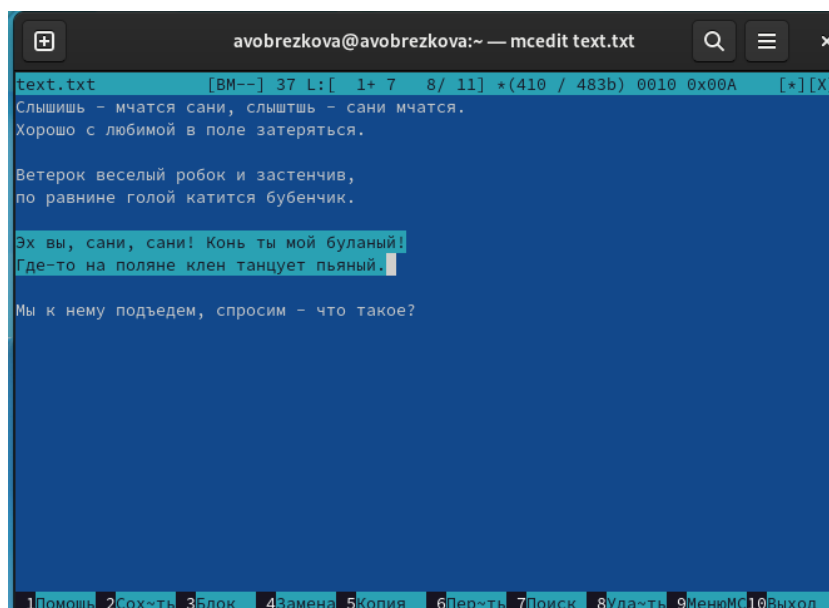 avobrezkova@avobrezkova:~ — mcedit text.txt
text.txt [BM--] 37 L:[ 1+ 7 8/ 11] *(410 / 483b) 0010 0x00A [*][X
Слышишь - мчатся сани, слыштшь - сани мчатся.
Хорошо с любимой в поле затеряться.
Ветерок веселый робок и застенчив,
по равнине голой катится бубенчик.
Эх вы, сани, сани! Конь ты мой буланый!
Где-то на поляне клен танцует пьяный.
Мы к нему подъедем, спросим - что такое?
1Помощь 2Сох~ть 3Блок 4Замена 5Копия 6Пер~ть 7Поиск 8Уда~ть 9МенюMC10Выход